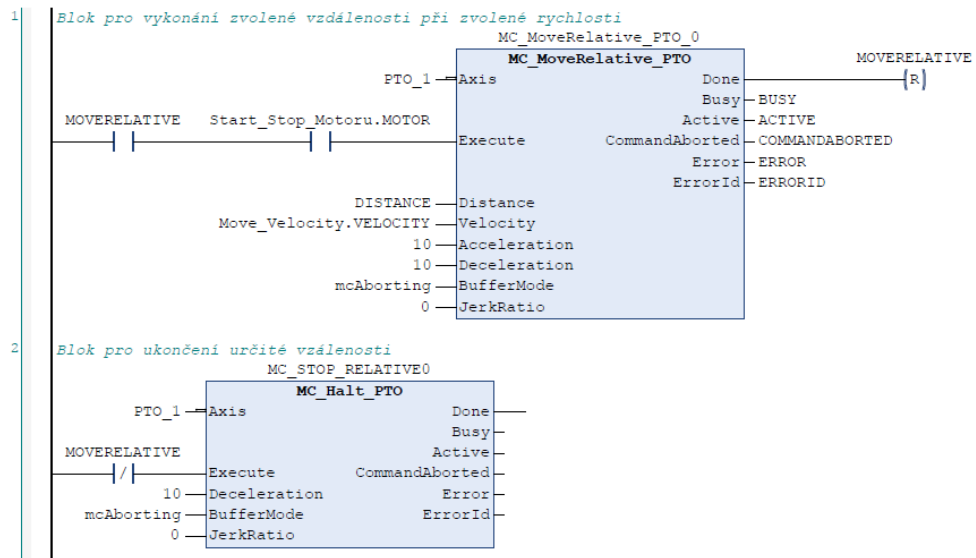 1 Blok pro vykonání zvolené vzdálenosti při zvolené rychlosti
MC_MoveRelative_PTO_0
MC_MoveRelative_PTO MOVERELATIVE
PTO_1 Axis Done (R)
Busy BUSY
MOVERELATIVE Start_Stop_Motoru.MOTOR Active ACTIVE
Execute CommandAborted COMMANDABORTED
Error ERROR
ErrorId ERRORID
DISTANCE Distance
Move_Velocity.VELOCITY Velocity
10 Acceleration
10 Deceleration
mcAborting BufferMode
0 JerkRatio
2 Blok pro ukončení určité vzálenosti
MC_STOP_RELATIVE0
MC_Halt_PTO
PTO_1 Axis Done
Busy
MOVERELATIVE Active
/ Execute CommandAborted
10 Deceleration Error
mcAborting BufferMode ErrorId
0 JerkRatio